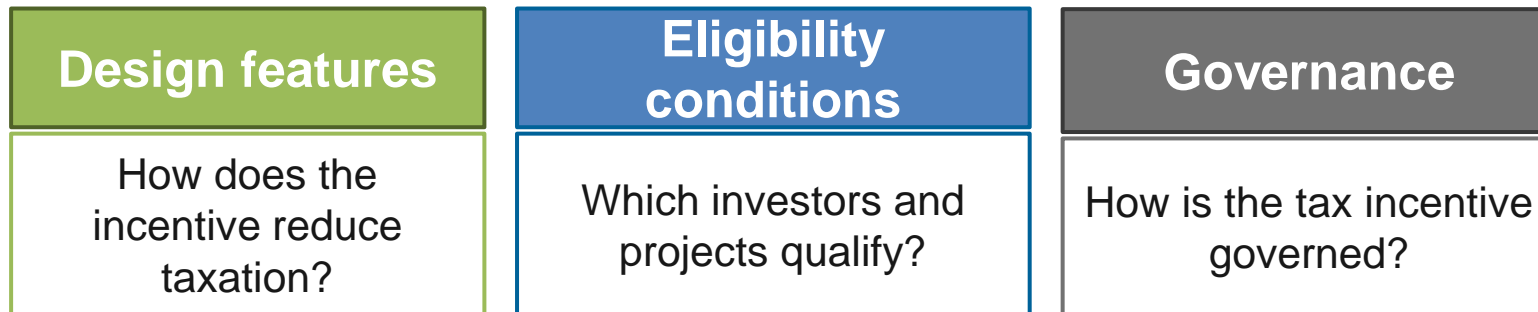 Design features
How does the
incentive reduce
taxation?
Eligibility
conditions
Which investors and
projects qualify?
Governance
How is the tax incentive
governed?